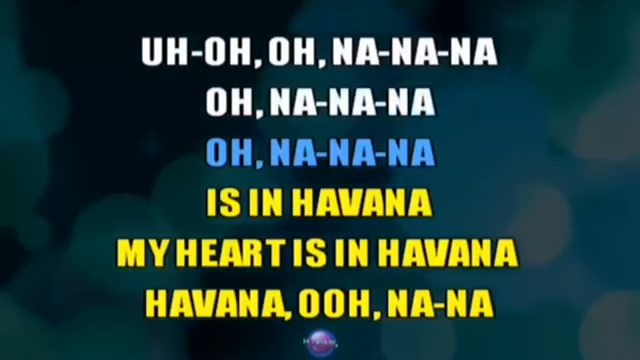 UH-OH, OH, NA-NA-NA
OH, NA-NA-NA
OH, NA-NA-NA
IS IN HAVANA
MY HEART IS IN HAVANA
HAVANA, OOH, NA-NA